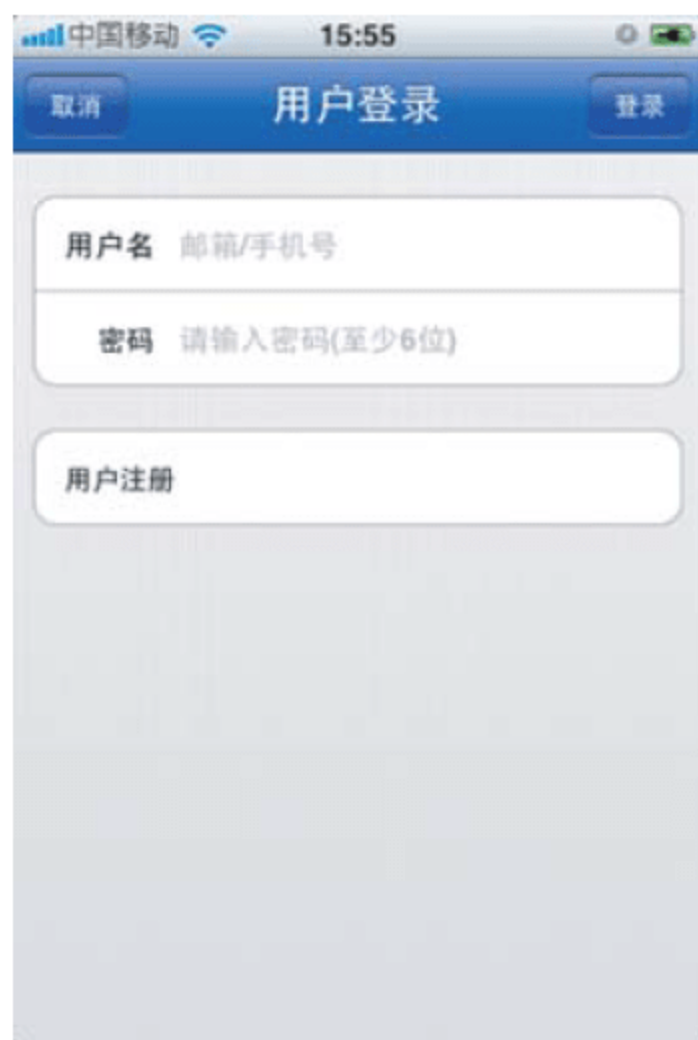 中国移动 15:55
取消 用户登录 登录
用户名 邮箱/手机号
密码 请输入密码(至少6位)
用户注册